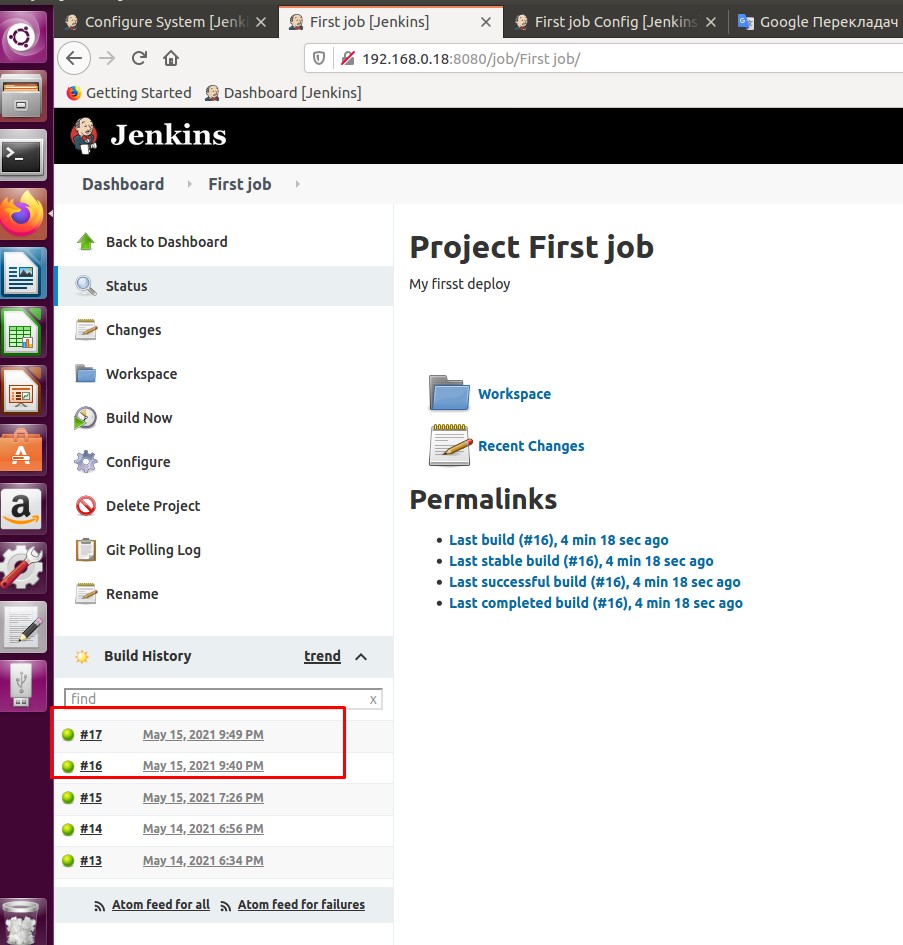 Configure System [Jenk
First job [Jenkins]
First job Config [Jenkins
Google Перекладач
192.168.0.18:8080/job/First job/
Getting Started
Dashboard [Jenkins]
Jenkins
Dashboard
First job
Back to Dashboard
Status
Changes
Workspace
Build Now
Configure
Delete Project
Git Polling Log
Rename
Project First job
My firsst deploy
Workspace
Recent Changes
Permalinks
Last build (#16), 4 min 18 sec ago
Last stable build (#16), 4 min 18 sec ago
Last successful build (#16), 4 min 18 sec ago
Last completed build (#16), 4 min 18 sec ago
Build History trend
find x
#17 May 15, 2021 9:49 PM
#16 May 15, 2021 9:40 PM
#15 May 15, 2021 7:26 PM
#14 May 14, 2021 6:56 PM
#13 May 14, 2021 6:34 PM
Atom feed for all Atom feed for failures